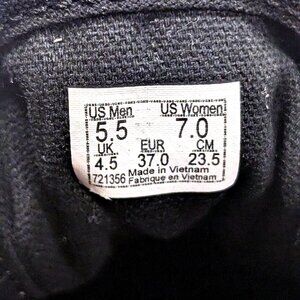 US Men US Women
5.5 7.0
UK EUR CM
4.5 37.0 23.5
Made in Vietnam
721356 Fabrique en Vietnam